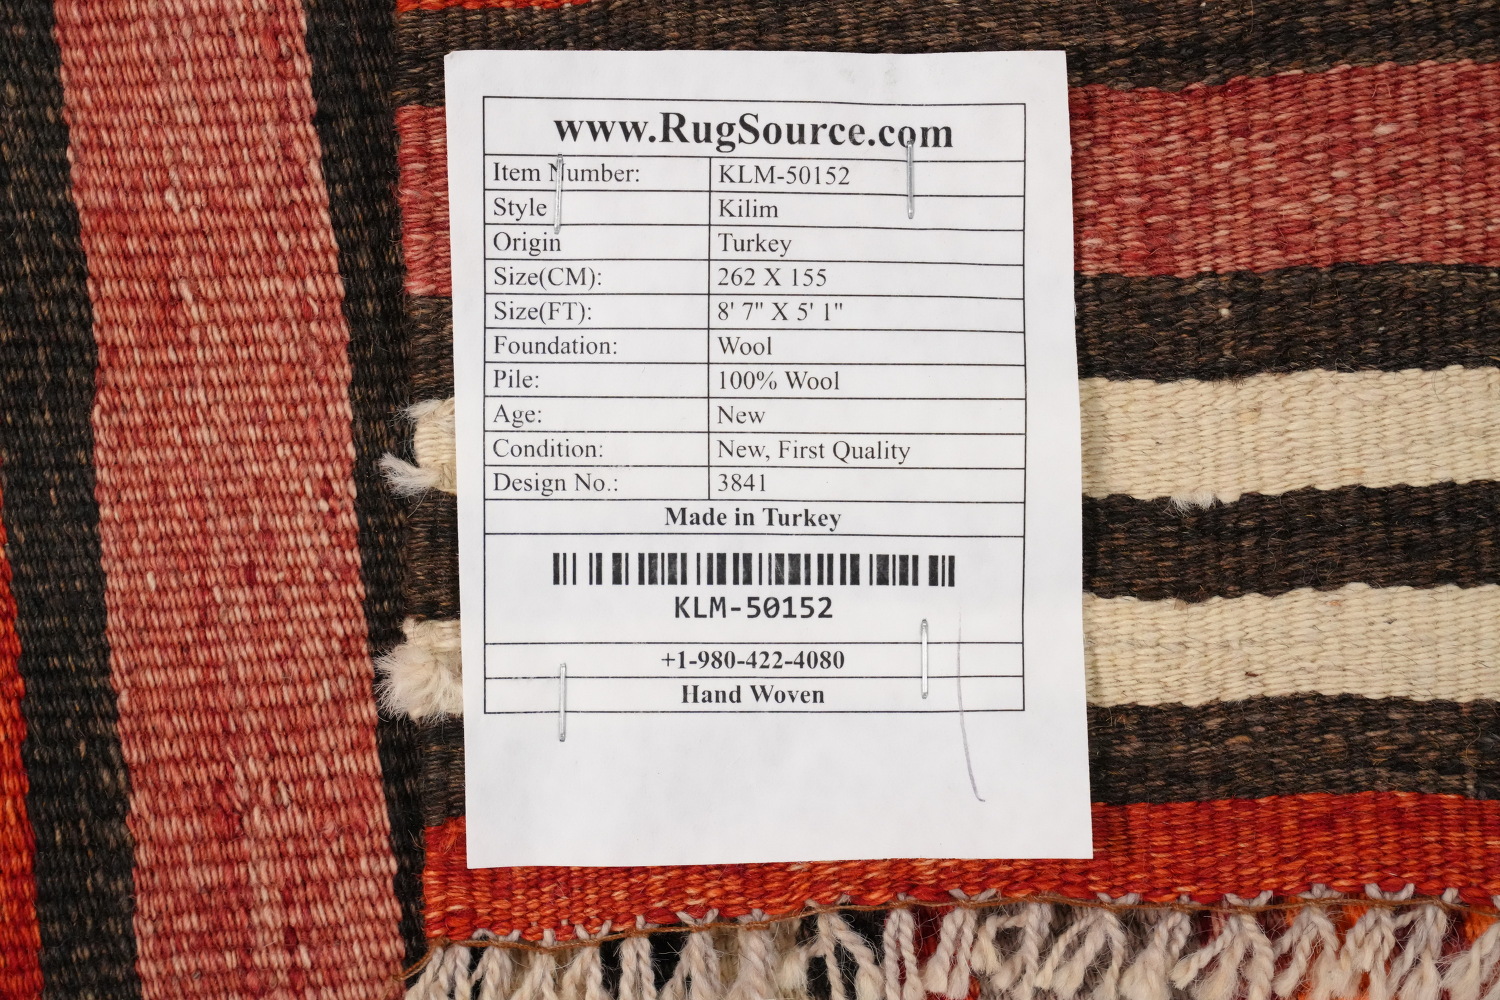 www.RugSource.com
Item Number: KLM-50152
Style Kilim
Origin Turkey
Size(CM): 262 X 155
Size(FT): 8' 7" X 5' 1"
Foundation: Wool
Pile: 100% Wool
Age: New
Condition: New, First Quality
Design No.: 3841
Made in Turkey
KLM-50152
+1-980-422-4080
Hand Woven